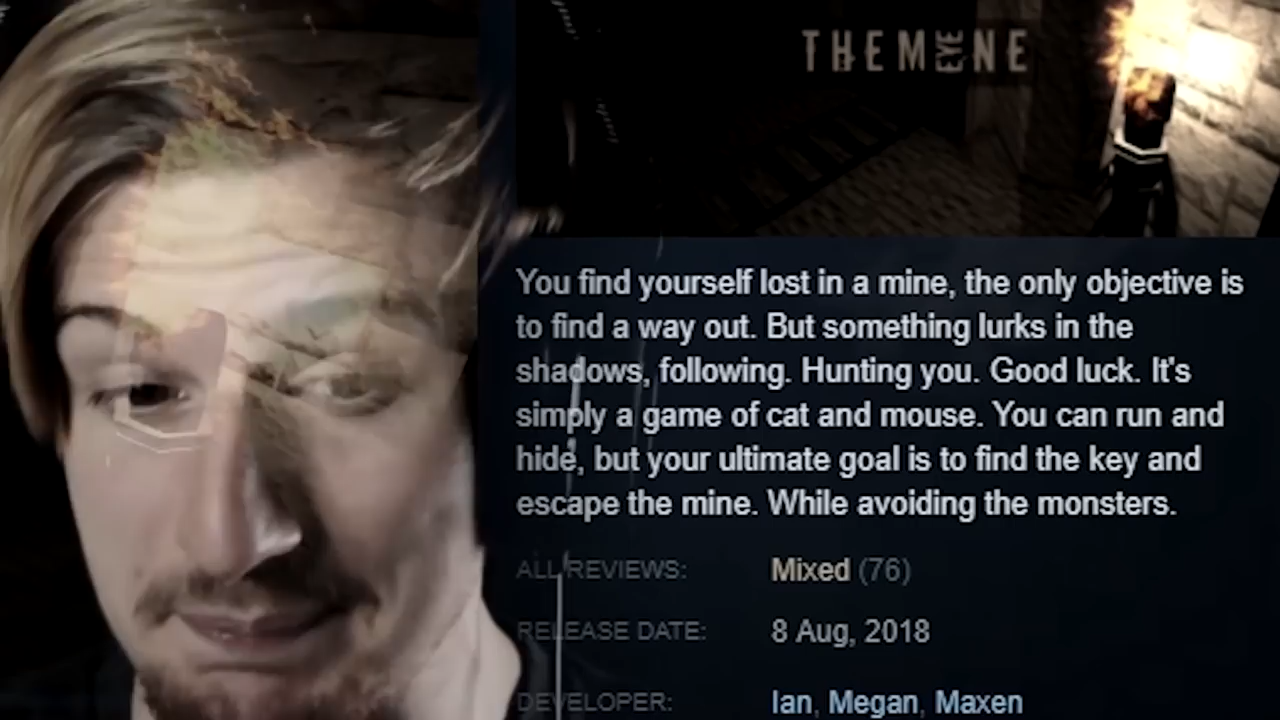 THE MEYENE
You find yourself lost in a mine, the only objective is
to find a way out. But something lurks in the
shadows, following. Hunting you. Good luck. It's
simply a game of cat and mouse. You can run and
hide, but your ultimate goal is to find the key and
escape the mine. While avoiding the monsters.
ALL REVIEWS: Mixed (76)
RELEASE DATE: 8 Aug, 2018
DEVELOPER: Ian, Megan, Maxen